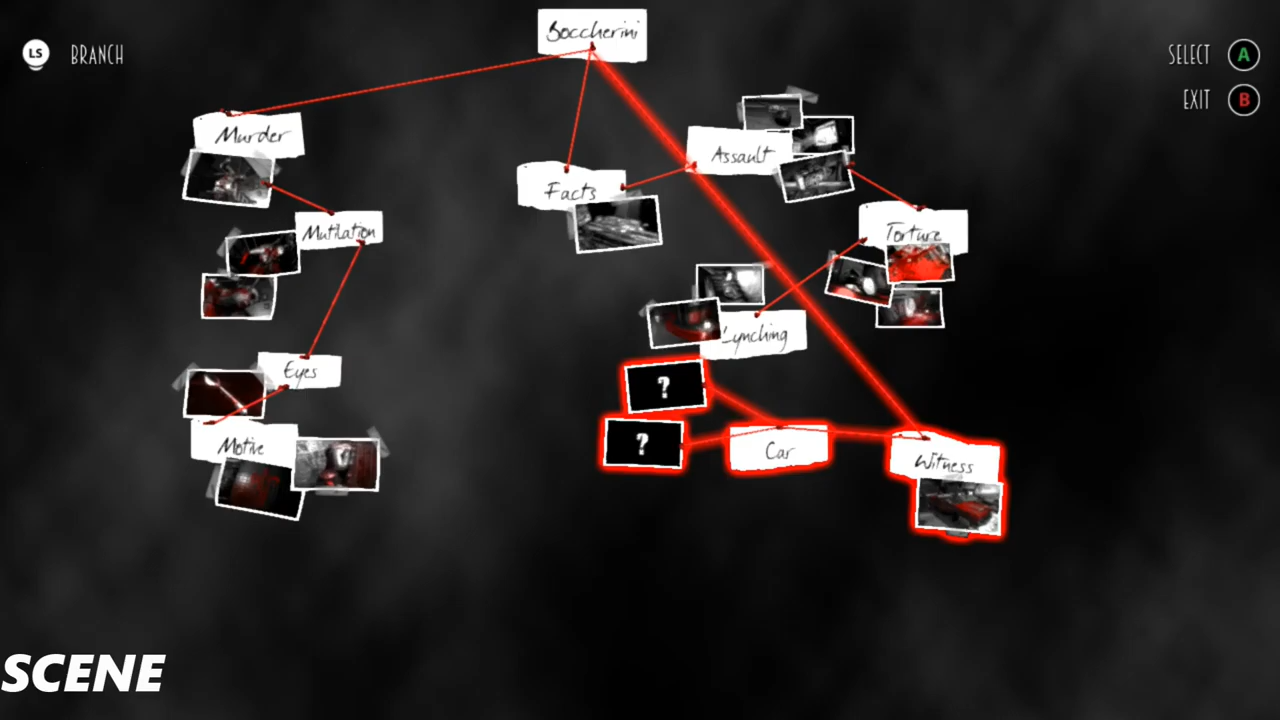 Boccherini
LS BRANCH
SELECT A
EXIT B
Murder
Assault
Facts
Mutilation
Torture
Lynching
Eyes
?
?
Motive
Car
Witness
SCENE